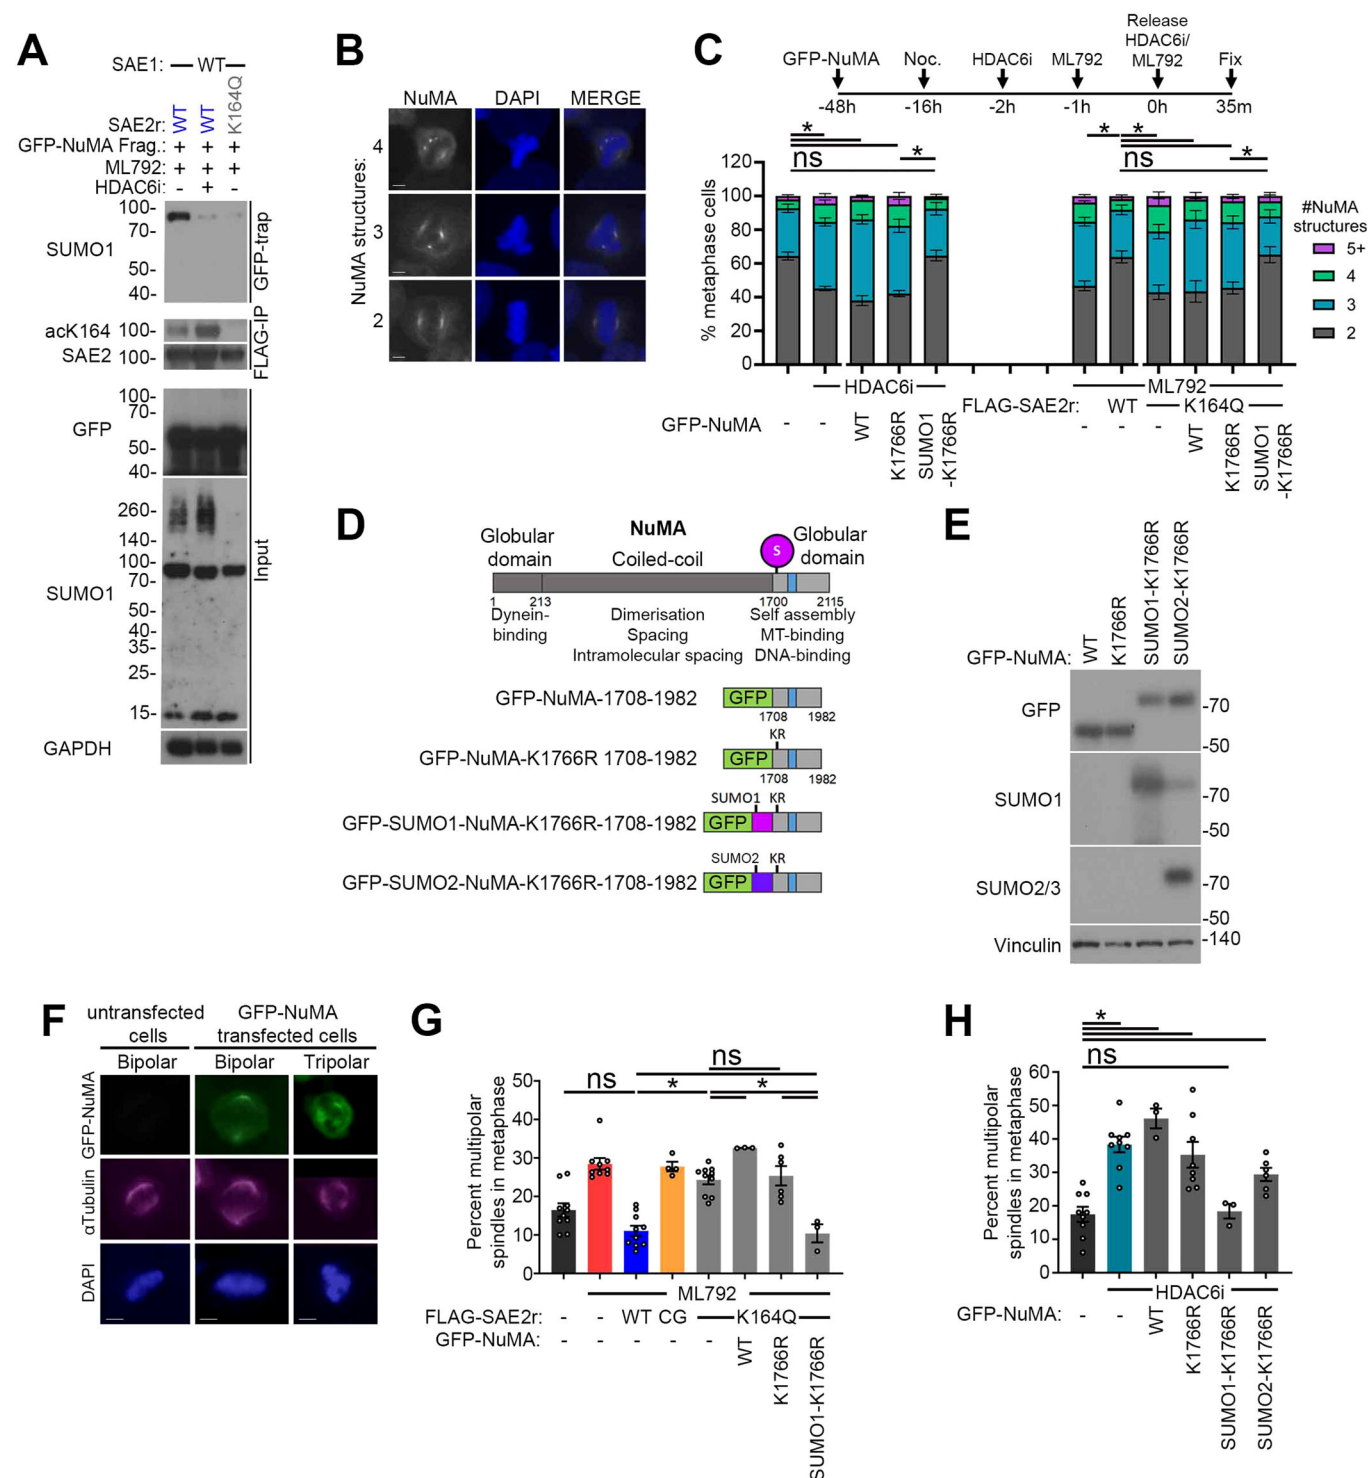 A
SAE1: WT
SAE2r: WT WT K164Q
GFP-NuMA Frag.: + + +
ML792: + + +
HDAC6i: - + -
100-
70-
SUMO1
50-
40-
GFP-trap
acK164 100-
SAE2 100-
FLAG-IP
100-
70-
GFP
50-
40-
260-
140-
100-
70-
SUMO1
50-
40-
35-
25-
15-
GAPDH
Input
B
NuMA DAPI MERGE
NuMA structures:
4
3
2
C
GFP-NuMA Noc. HDAC6i ML792 Release HDAC6i/ ML792 Fix
-48h -16h -2h -1h 0h 35m
* * *
ns * ns *
% metaphase cells
120
100
80
60
40
20
0
#NuMA
structures
5+
4
3
2
HDAC6i ML792
FLAG-SAE2r: - WT K164Q
GFP-NuMA - - WT K1766R SUMO1 -K1766R - - - WT K1766R SUMO1 -K1766R
D
NuMA
Globular domain Coiled-coil Globular domain
S
1 213 1700 2115
Dynein-binding
Dimerisation
Spacing
Intramolecular spacing
Self assembly
MT-binding
DNA-binding
GFP-NuMA-1708-1982 GFP
1708 1982
KR
GFP-NuMA-K1766R 1708-1982 GFP
1708 1982
SUMO1 KR
GFP-SUMO1-NuMA-K1766R-1708-1982 GFP
SUMO2 KR
GFP-SUMO2-NuMA-K1766R-1708-1982 GFP
E
GFP-NuMA: WT K1766R SUMO1-K1766R SUMO2-K1766R
GFP -70
-50
SUMO1 -70
-50
SUMO2/3 -70
-50
Vinculin -140
F
untransfected cells GFP-NuMA transfected cells
Bipolar Bipolar Tripolar
GFP-NuMA
αTubulin
DAPI
G
ns
ns * *
Percent multipolar
spindles in metaphase
50
40
30
20
10
0
ML792
FLAG-SAE2r: - - WT CG K164Q
GFP-NuMA: - - - - - WT K1766R SUMO1-K1766R
H
*
ns
Percent multipolar
spindles in metaphase
60
50
40
30
20
10
0
HDAC6i
GFP-NuMA: - - WT K1766R SUMO1-K1766R SUMO2-K1766R